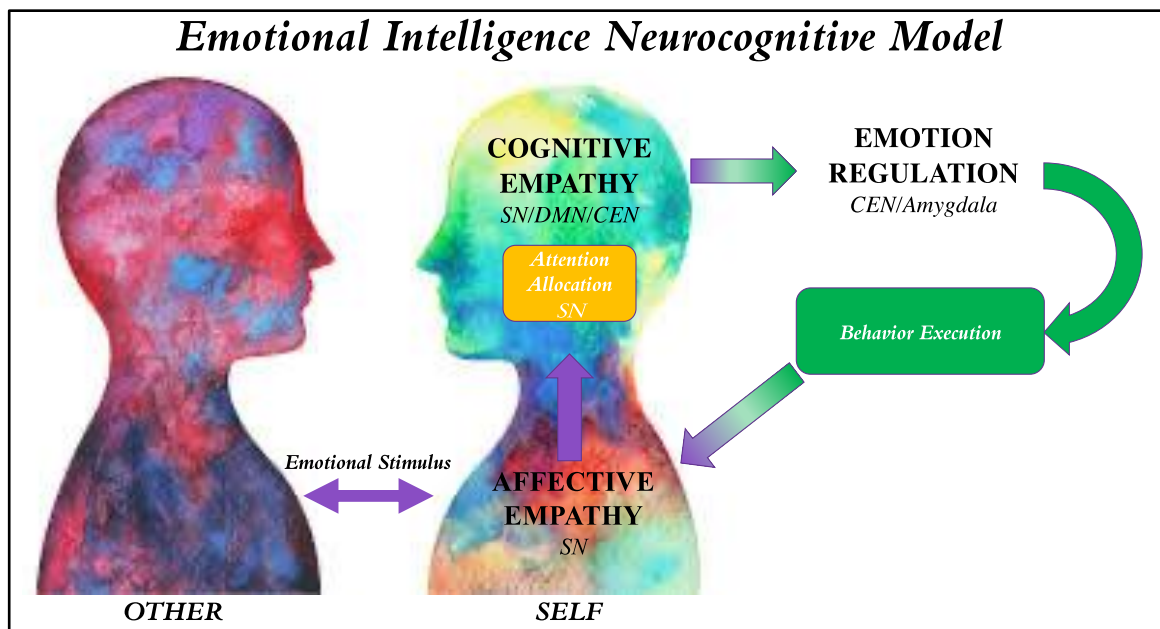 Emotional Intelligence Neurocognitive Model
COGNITIVE
EMPATHY
SN/DMN/CEN
Attention
Allocation
SN
EMOTION
REGULATION
CEN/Amygdala
Behavior Execution
Emotional Stimulus
AFFECTIVE
EMPATHY
SN
OTHER
SELF